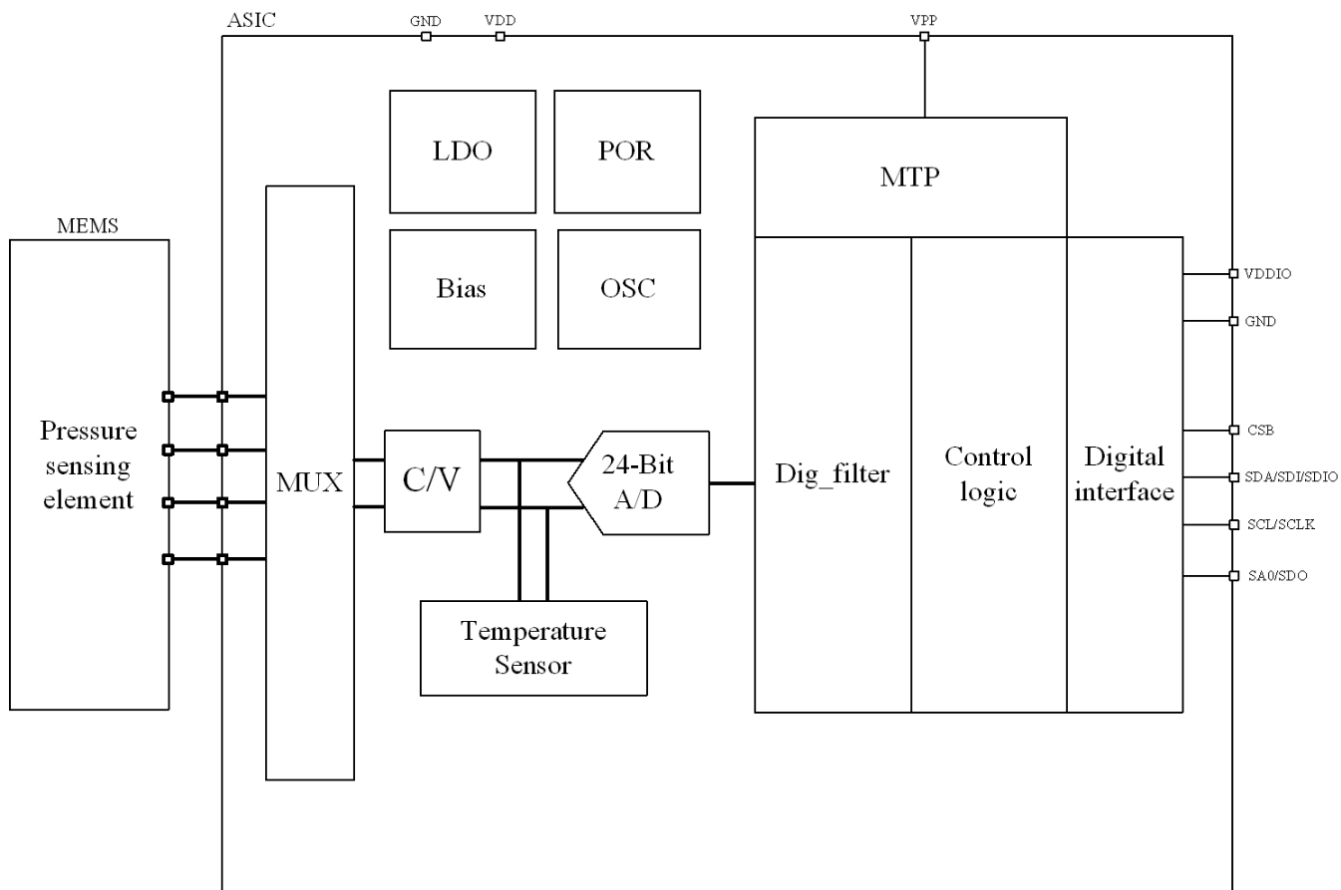 ASIC
GND
VDD
VPP
LDO
POR
MTP
MEMS
Bias
OSC
VDDIO
GND
Pressure
sensing
element
MUX
C/V
24-Bit
A/D
Dig_filter
Control
logic
Digital
interface
CSB
SDA/SDI/SDIO
SCL/SCLK
SA0/SDO
Temperature
Sensor